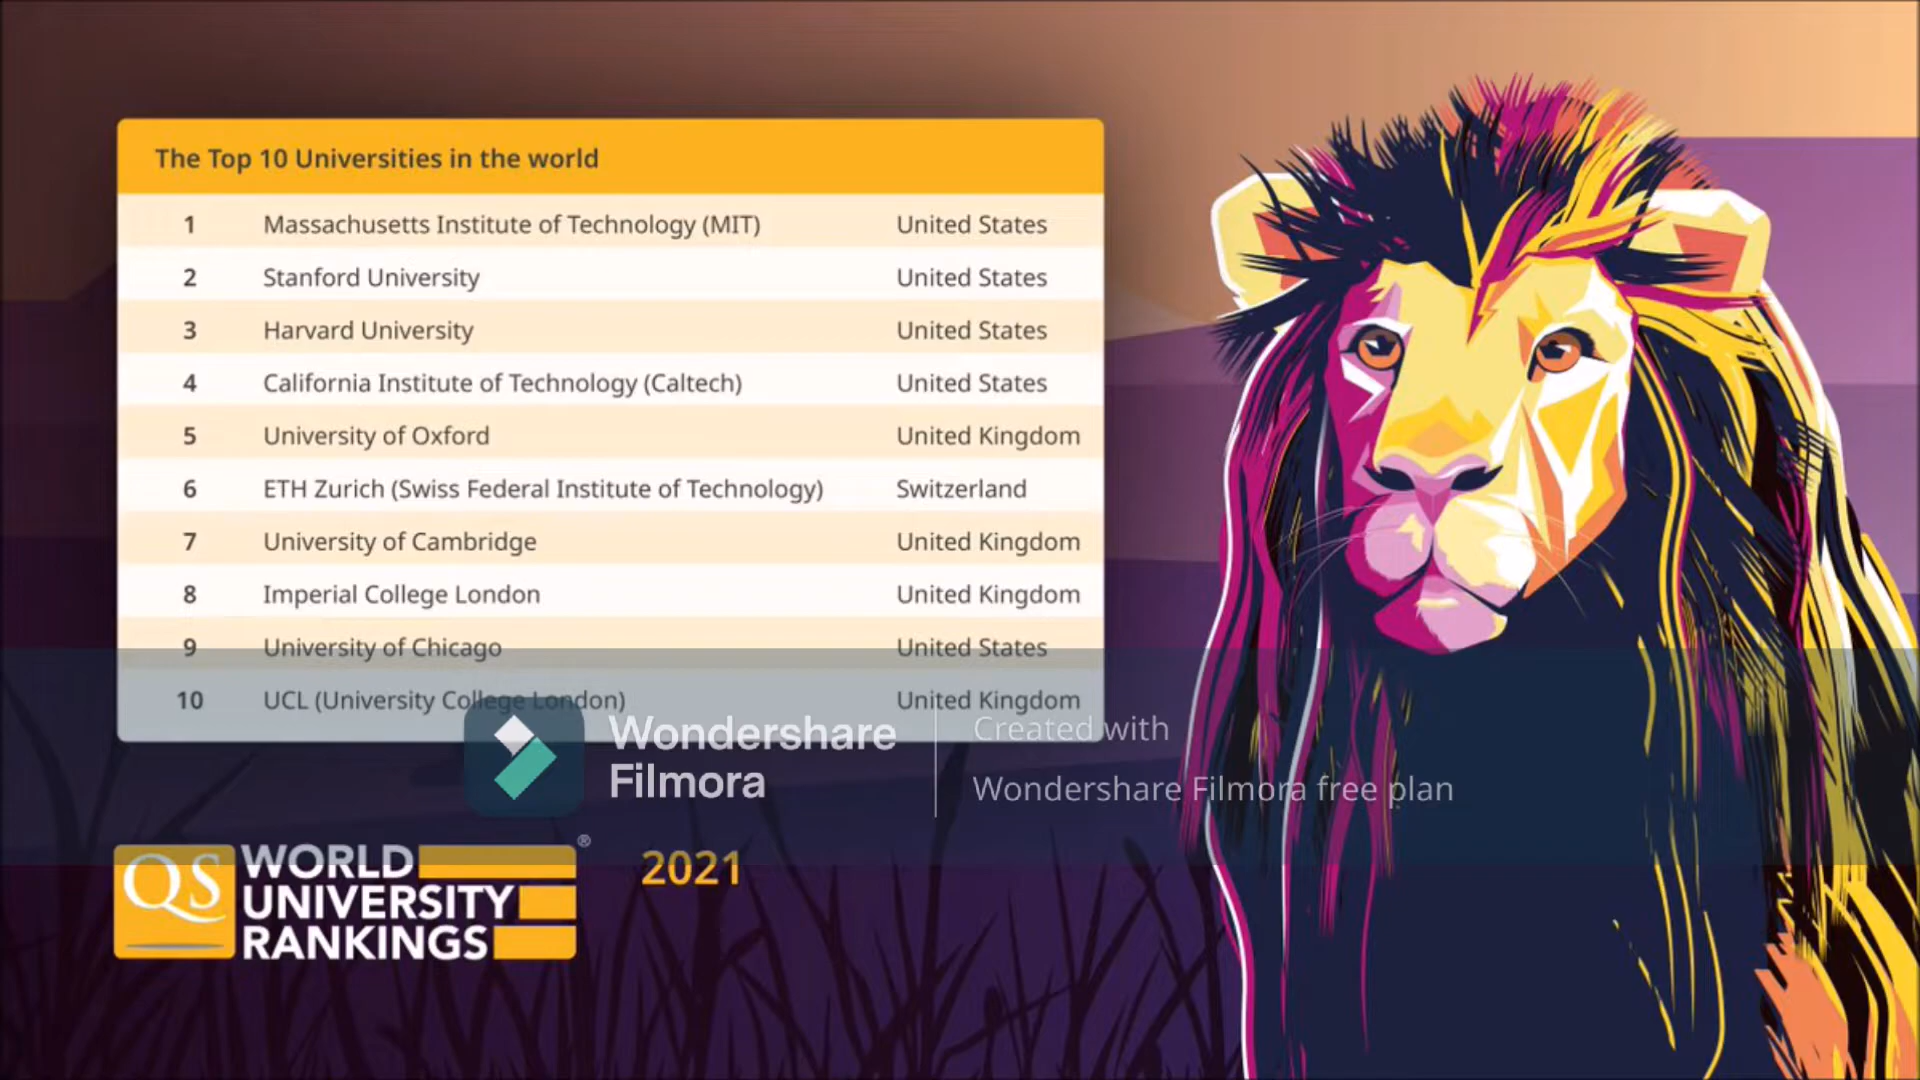 The Top 10 Universities in the world
1 Massachusetts Institute of Technology (MIT) United States
2 Stanford University United States
3 Harvard University United States
4 California Institute of Technology (Caltech) United States
5 University of Oxford United Kingdom
6 ETH Zurich (Swiss Federal Institute of Technology) Switzerland
7 University of Cambridge United Kingdom
8 Imperial College London United Kingdom
9 University of Chicago United States
10 UCL (University College London) United Kingdom
Wondershare
Filmora
Created with
Wondershare Filmora free plan
QS
WORLD
UNIVERSITY
RANKINGS
®
2021